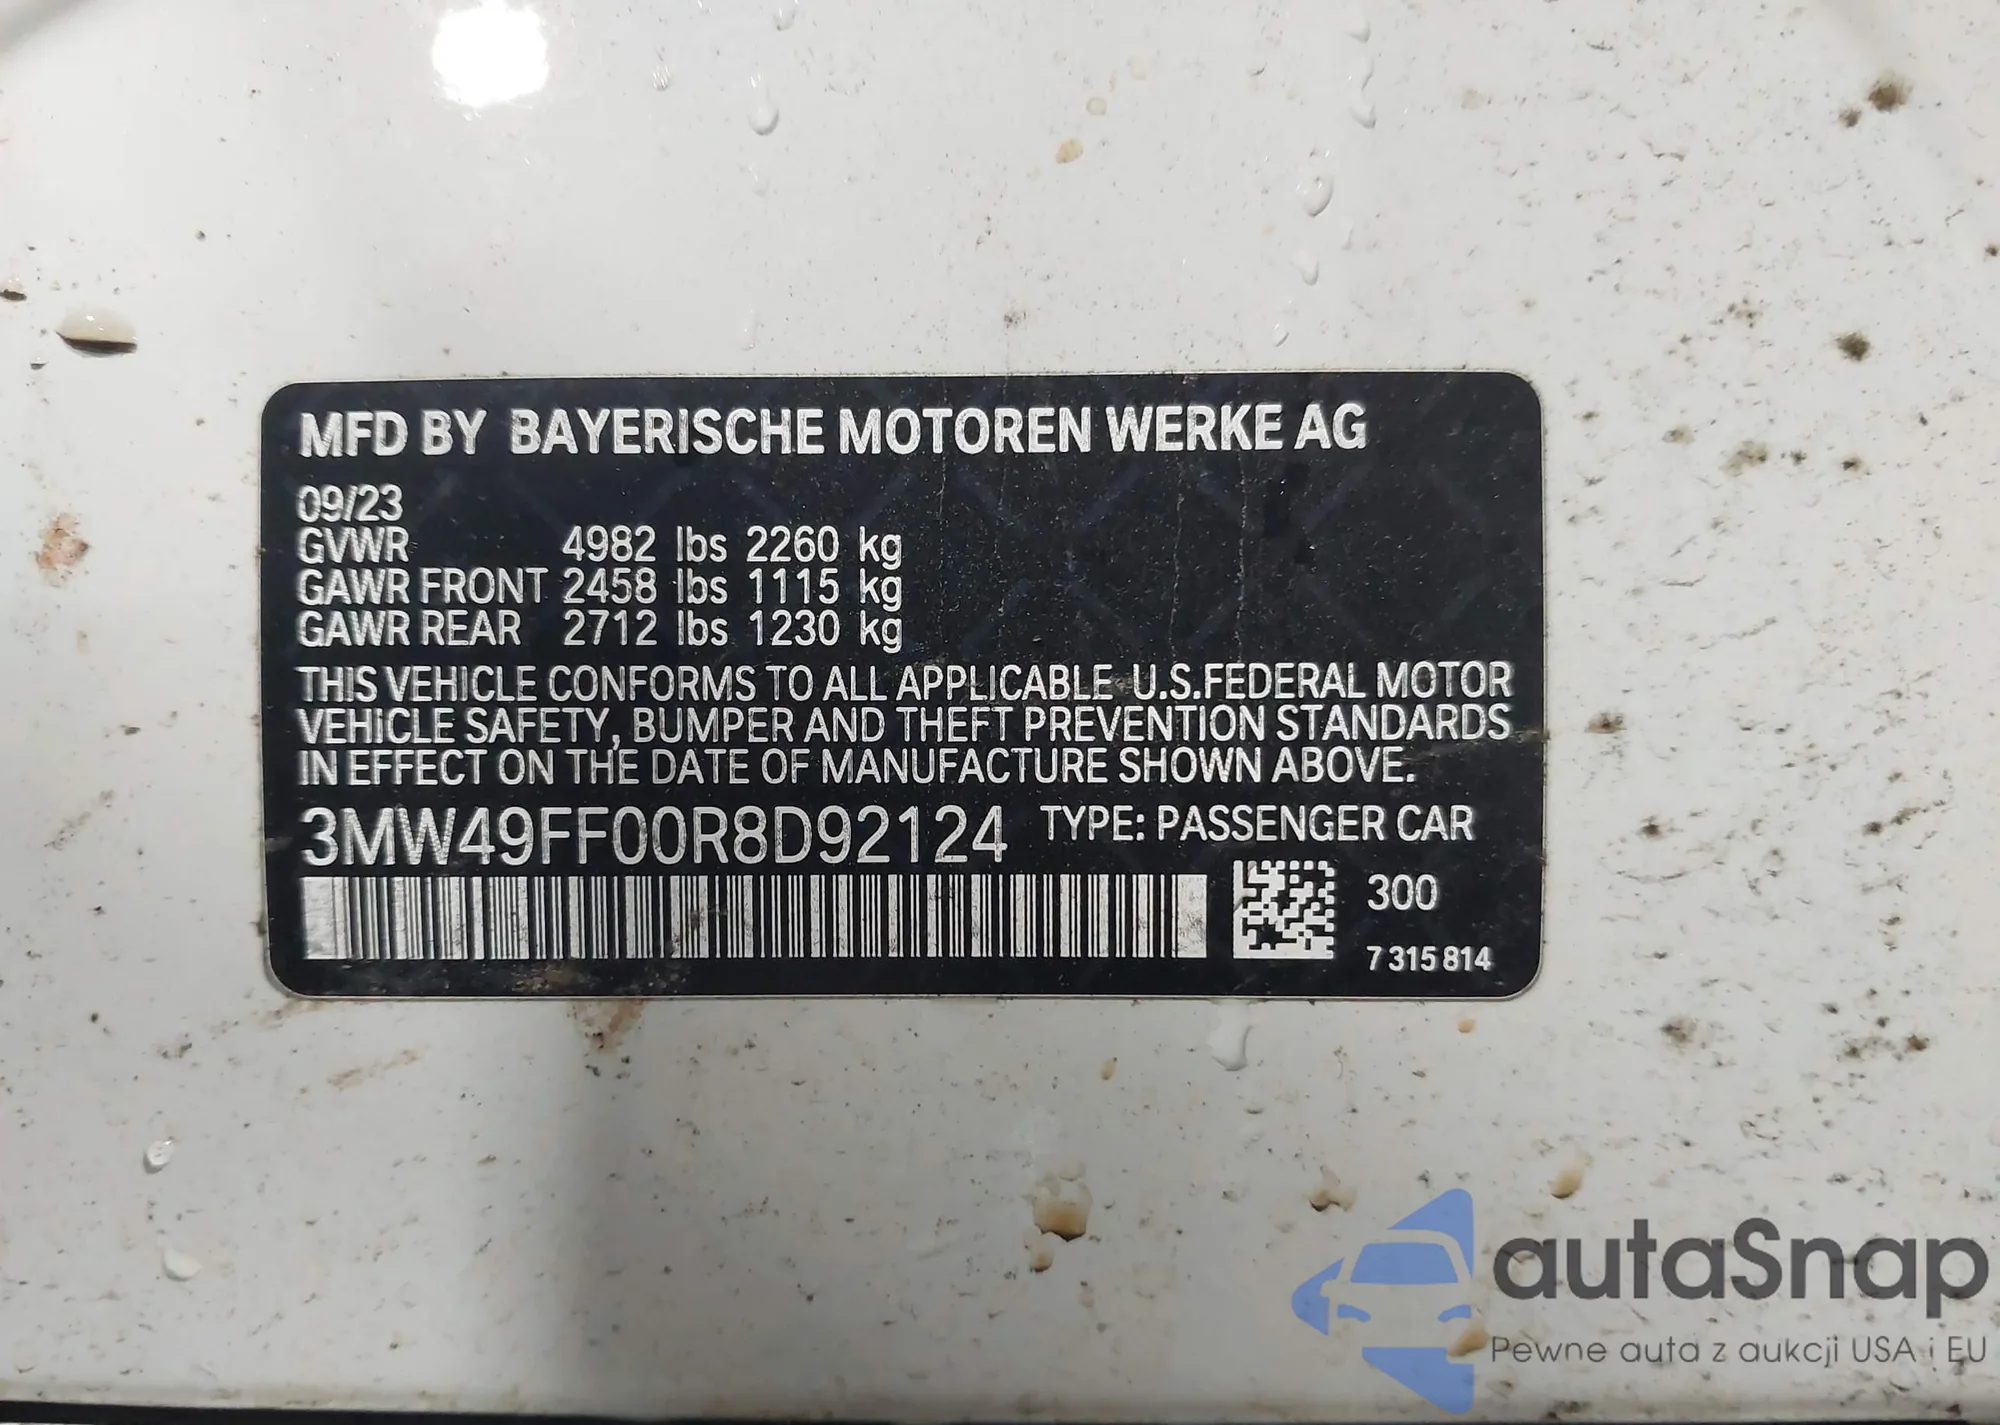 MFD BY BAYERISCHE MOTOREN WERKE AG
09/23
GVWR 4982 lbs 2260 kg
GAWR FRONT 2458 lbs 1115 kg
GAWR REAR 2712 lbs 1230 kg
THIS VEHICLE CONFORMS TO ALL APPLICABLE U.S.FEDERAL MOTOR
VEHICLE SAFETY, BUMPER AND THEFT PREVENTION STANDARDS
IN EFFECT ON THE DATE OF MANUFACTURE SHOWN ABOVE.
3MW49FF00R8D92124 TYPE: PASSENGER CAR
300
7 315 814
autaSnap
Pewne auta z aukcji USA i EU